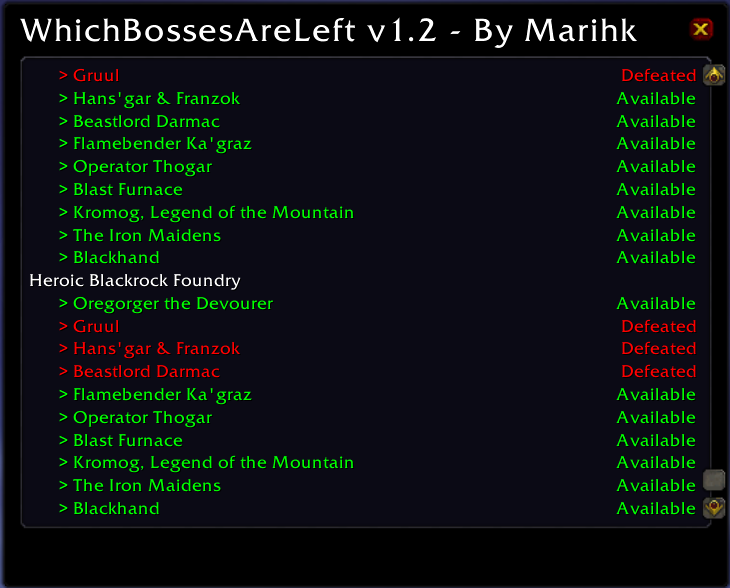 WhichBossesAreLeft v1.2 - By Marihk
> Gruul Defeated
> Hans'gar & Franzok Available
> Beastlord Darmac Available
> Flamebender Ka'graz Available
> Operator Thogar Available
> Blast Furnace Available
> Kromog, Legend of the Mountain Available
> The Iron Maidens Available
> Blackhand Available
Heroic Blackrock Foundry
> Oregorger the Devourer Available
> Gruul Defeated
> Hans'gar & Franzok Defeated
> Beastlord Darmac Defeated
> Flamebender Ka'graz Available
> Operator Thogar Available
> Blast Furnace Available
> Kromog, Legend of the Mountain Available
> The Iron Maidens Available
> Blackhand Available